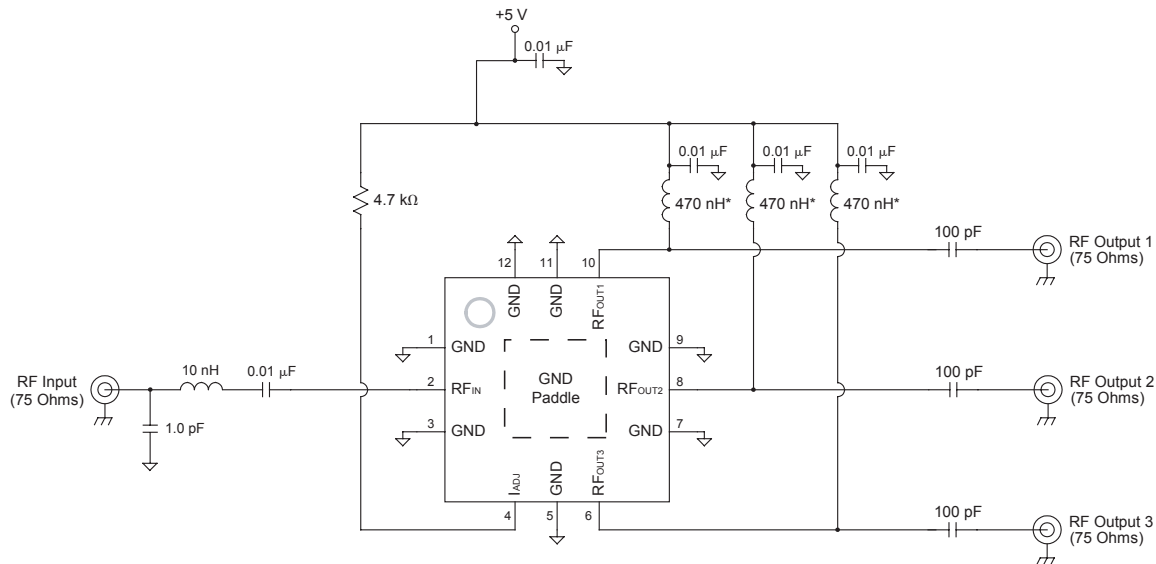 +5 V
0.01 μF
0.01 μF
0.01 μF
0.01 μF
4.7 kΩ
470 nH*
470 nH*
470 nH*
100 pF
RF Output 1
(75 Ohms)
12
11
10
GND
GND
RFOUT1
1
GND
GND
9
10 nH
0.01 μF
RF Input
(75 Ohms)
2
RFIN
GND
Paddle
RFOUT2
8
100 pF
RF Output 2
(75 Ohms)
1.0 pF
3
GND
GND
7
IADJ
GND
RFOUT3
4
5
6
100 pF
RF Output 3
(75 Ohms)